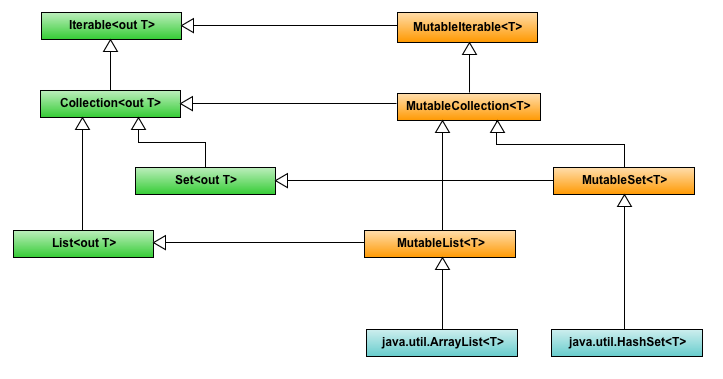 Iterable<out T>
MutableIterable<T>
Collection<out T>
MutableCollection<T>
Set<out T>
MutableSet<T>
List<out T>
MutableList<T>
java.util.ArrayList<T>
java.util.HashSet<T>